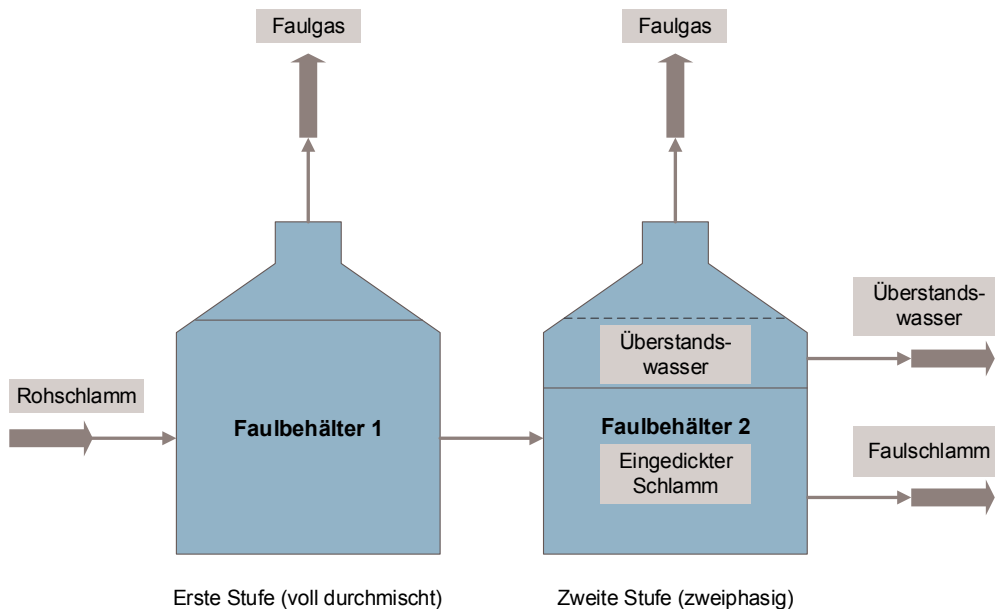 Faulgas
Faulgas
Überstands-
wasser
Überstands-
wasser
Rohschlamm
Faulbehälter 1
Faulbehälter 2
Eingedickter
Schlamm
Faulschlamm
Erste Stufe (voll durchmischt)
Zweite Stufe (zweiphasig)